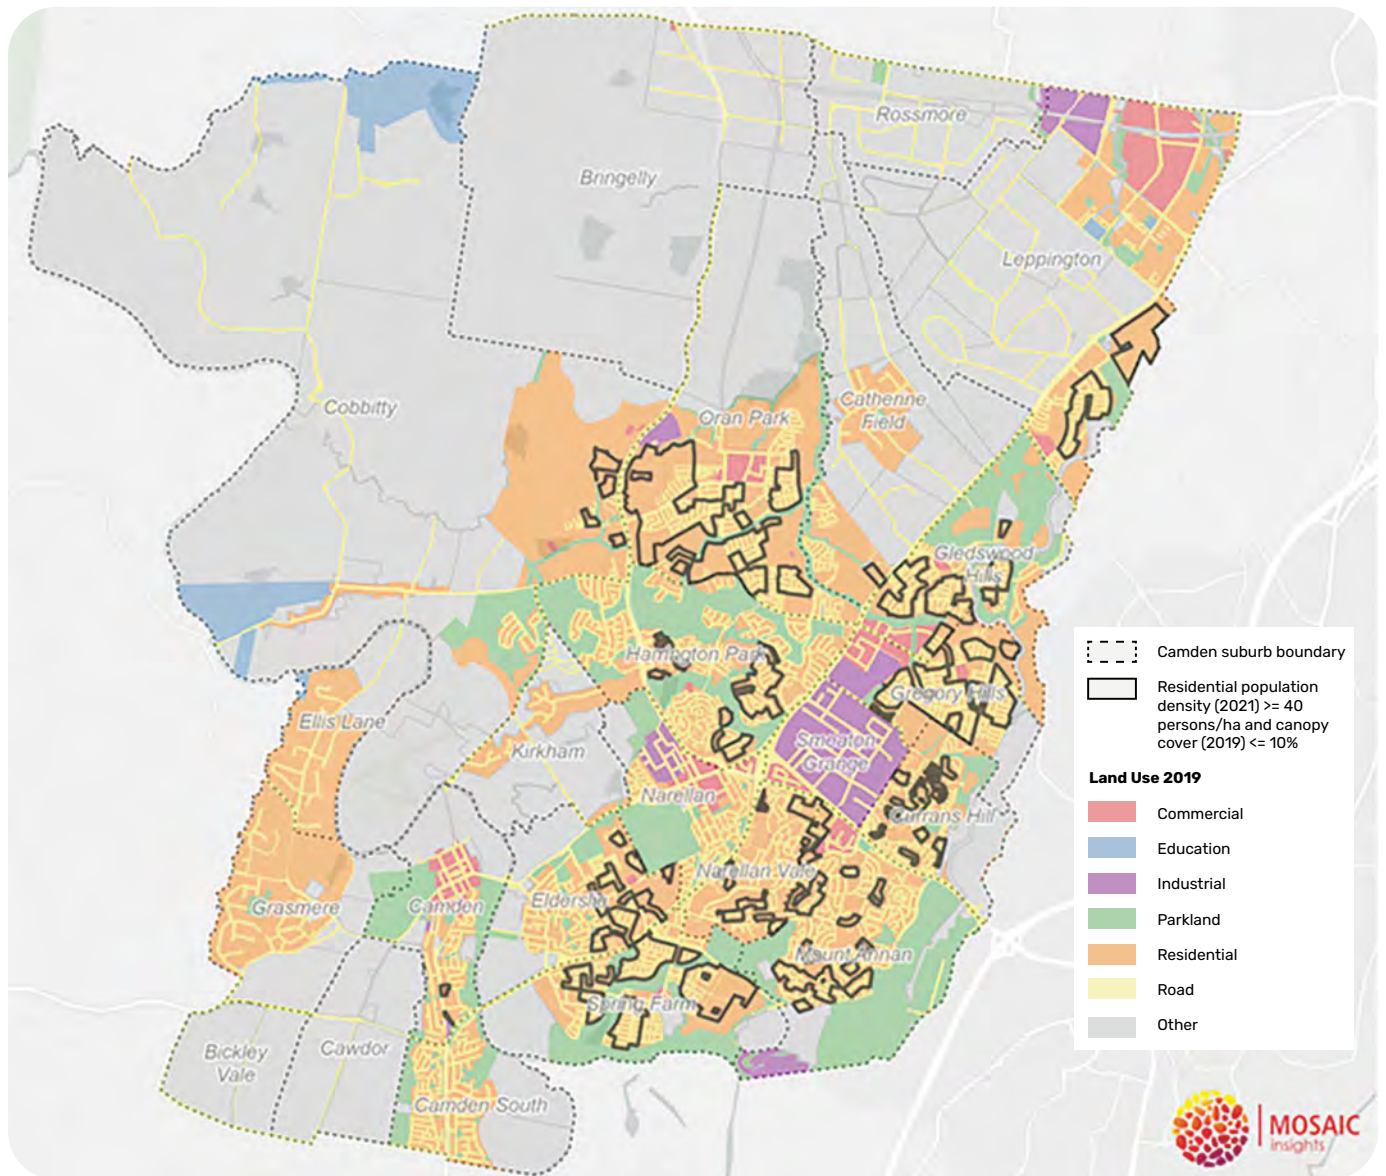 Rossmore
Bringelly
Leppington
Cobbitty
Oran Park
Catherine
Field
Gledswood
Hills
Harrington Park
Gregory Hills
Ellis Lane
Kirkham
Smeaton
Grange
Narellan
Currans Hill
Narellan Vale
Grasmere
Camden
Elderslie
Mount Annan
Spring Farm
Bickley
Vale
Cawdor
Camden South
Camden suburb boundary
Residential population
density (2021) >= 40
persons/ha and canopy
cover (2019) <= 10%
Land Use 2019
Commercial
Education
Industrial
Parkland
Residential
Road
Other
MOSAIC
insights